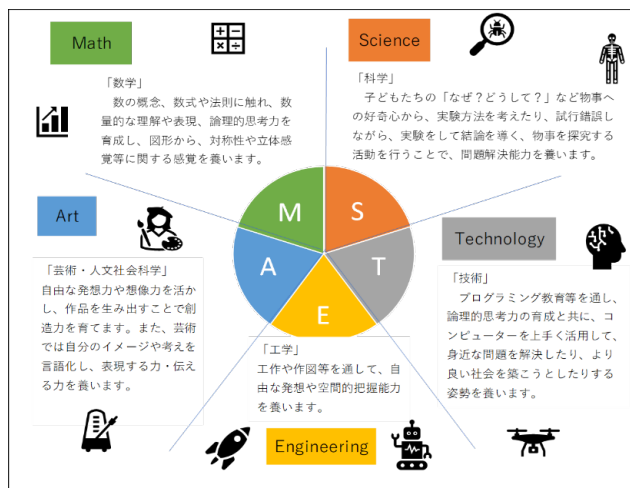 Math
「数学」
数の概念、数式や法則に触れ、数
量的な理解や表現、論理的思考力を
育成し、図形から、対称性や立体感
覚等に関する感覚を養います。
Science
「科学」
子どもたちの「なぜ？どうして？」など物事へ
の好奇心から、実験方法を考えたり、試行錯誤し
ながら、実験をして結論を導く、物事を探究する
活動を行うことで、問題解決能力を養います。
M
S
A
T
E
Art
「芸術・人文社会科学」
自由な発想力や想像力を活か
し、作品を生み出すことで創
造力を育てます。また、芸術
では自分のイメージや考えを
言語化し、表現する力・伝え
る力を養います。
Technology
「技術」
プログラミング教育等を通し、
論理的思考力の育成と共に、コ
ンピューターを上手く活用して、
身近な問題を解決したり、より
良い社会を築こうとしたりする
姿勢を養います。
「工学」
工作や作図等を通して、自
由な発想や空間的把握能力
を養います。
Engineering